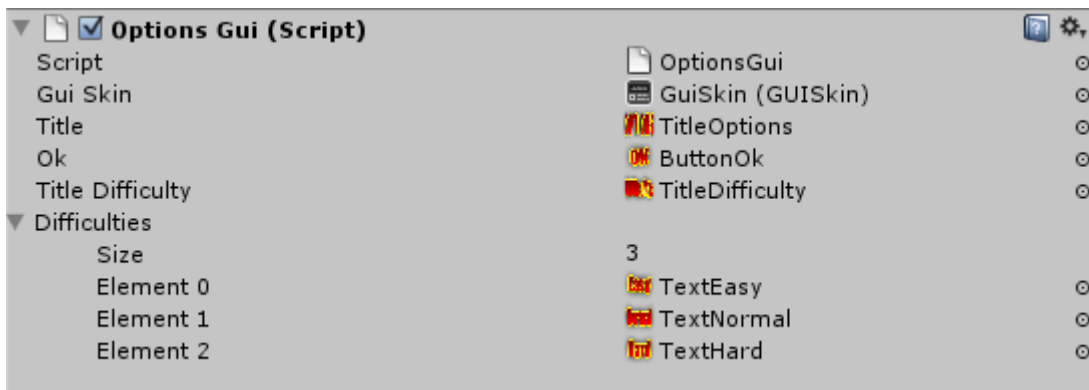 Options Gui (Script)
Script OptionsGui
Gui Skin GuiSkin (GUISkin)
Title TitleOptions
Ok ButtonOk
Title Difficulty TitleDifficulty
Difficulties
Size 3
Element 0 TextEasy
Element 1 TextNormal
Element 2 TextHard